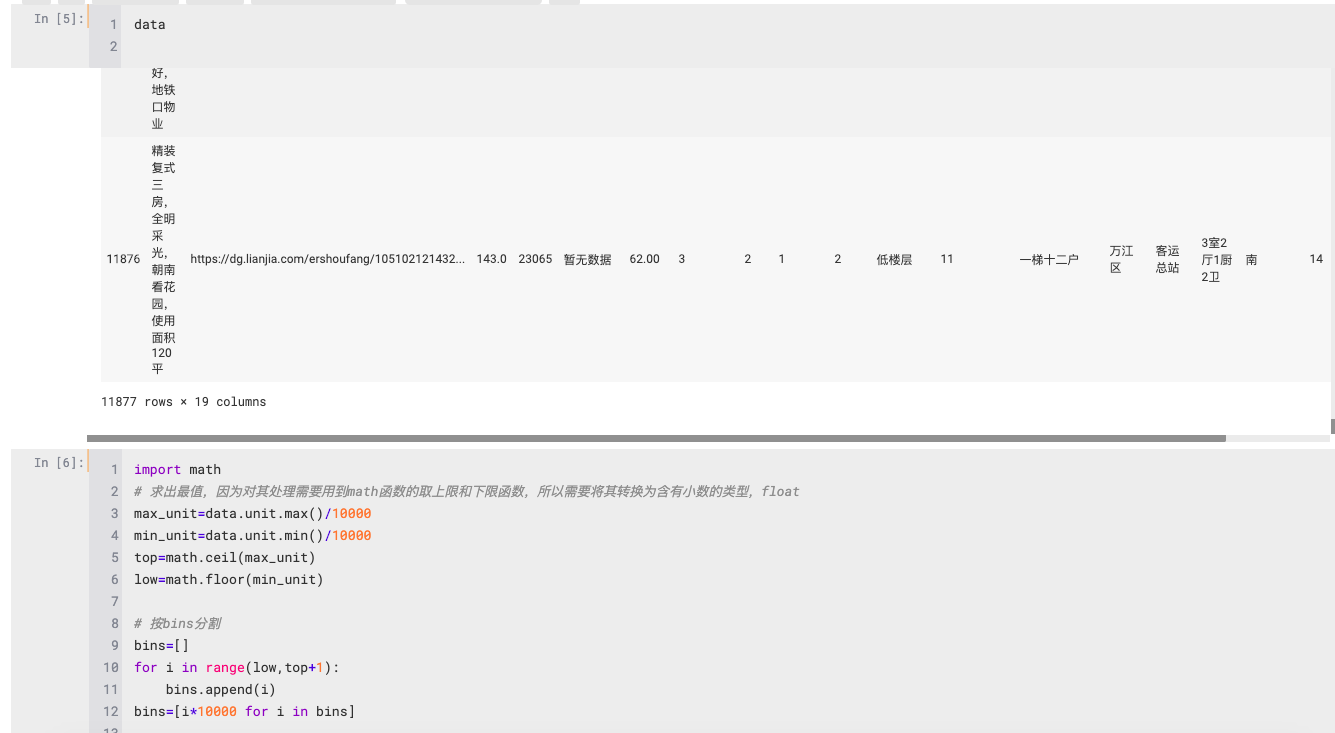 In [5]:
1 data
2
好，
地铁
口物
业
精装
复式
三
房，
全明
采
光，
朝南
看花
园，
使用
面积
120
平
11876 https://dg.lianjia.com/ershoufang/105102121432... 143.0 23065 暂无数据 62.00 3 2 1 2 低楼层 11 一梯十二户 万江区 客运总站 3室2厅1厨2卫 南 14
11877 rows × 19 columns
In [6]:
1 import math
2 # 求出最值，因为对其处理需要用到math函数的取上限和下限函数，所以需要将其转换为含有小数的类型，float
3 max_unit=data.unit.max()/10000
4 min_unit=data.unit.min()/10000
5 top=math.ceil(max_unit)
6 low=math.floor(min_unit)
7
8 # 按bins分割
9 bins=[]
10 for i in range(low,top+1):
11     bins.append(i)
12 bins=[i*10000 for i in bins]